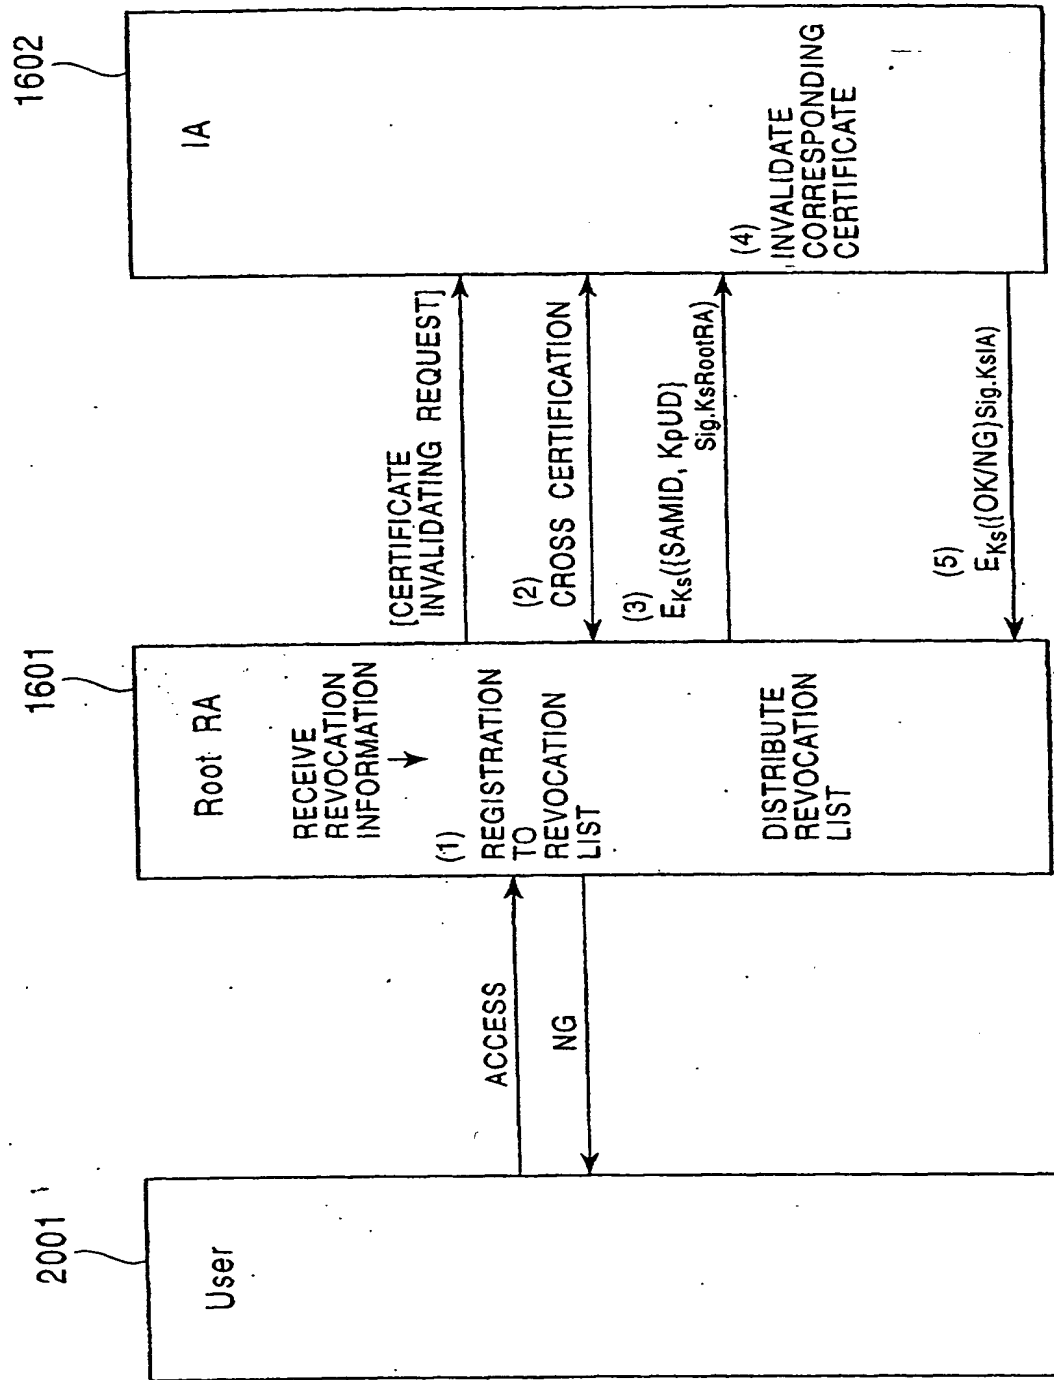 2001
User
ACCESS
NG
1601
Root RA
RECEIVE
REVOCATION
INFORMATION
(1)
REGISTRATION
TO
REVOCATION
LIST
DISTRIBUTE
REVOCATION
LIST
[CERTIFICATE
INVALIDATING REQUEST]
(2)
CROSS CERTIFICATION
(3)
EKs({SAMID, KpUD}
Sig.KsRootRA)
(5)
EKs({OK/NG}Sig.KsIA)
1602
IA
(4)
INVALIDATE
CORRESPONDING
CERTIFICATE